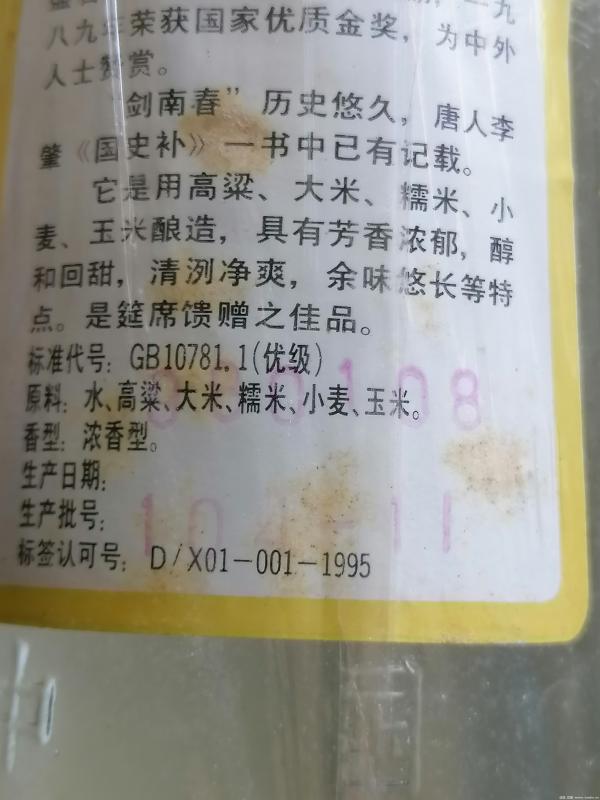 八九年荣获国家优质金奖，为中外
人士赞赏。
“剑南春”历史悠久，唐人李
肇《国史补》一书中已有记载。
它是用高粱、大米、糯米、小
麦、玉米酿造，具有芳香浓郁，醇
和回甜，清洌净爽，余味悠长等特
点。是筵席馈赠之佳品。
标准代号：GB10781.1(优级)
原料：水、高粱、大米、糯米、小麦、玉米。
香型：浓香型。
生产日期：
生产批号：
标签认可号：D/X01-001-1995